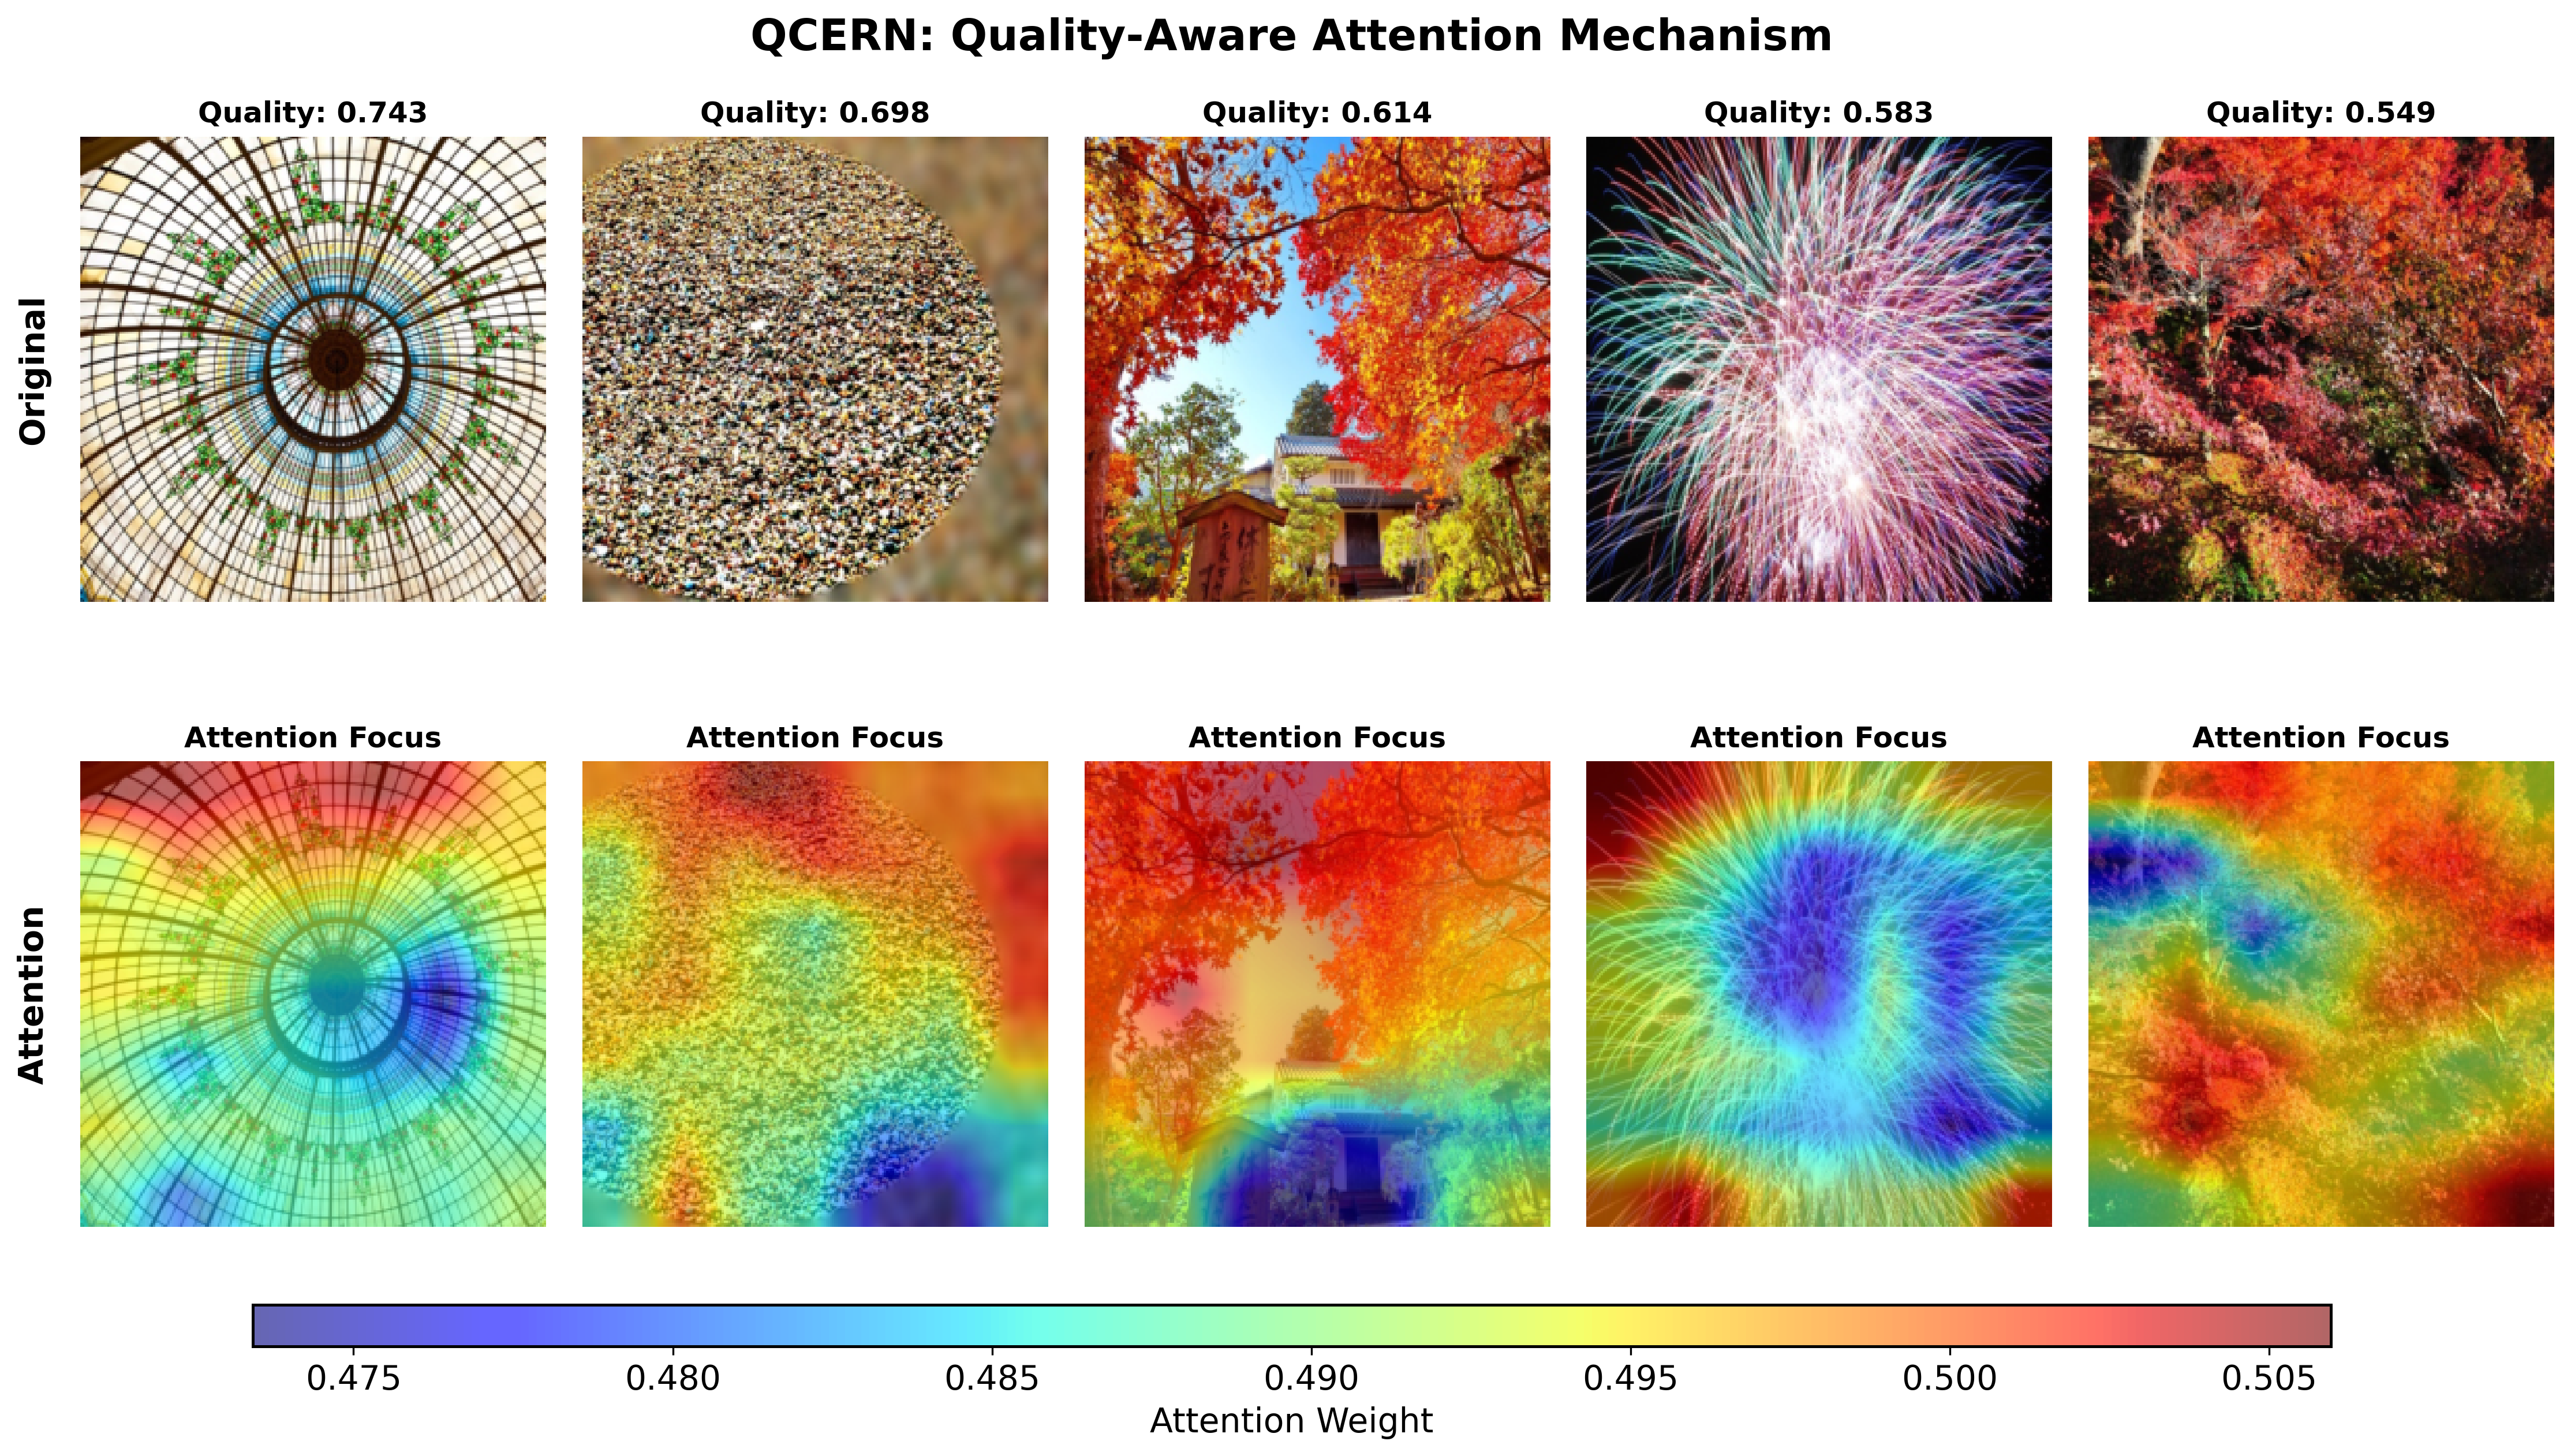 QCERN: Quality-Aware Attention Mechanism
Quality: 0.743
Quality: 0.698
Quality: 0.614
Quality: 0.583
Quality: 0.549
Original
Attention Focus
Attention Focus
Attention Focus
Attention Focus
Attention Focus
Attention
0.475
0.480
0.485
0.490
0.495
0.500
0.505
Attention Weight